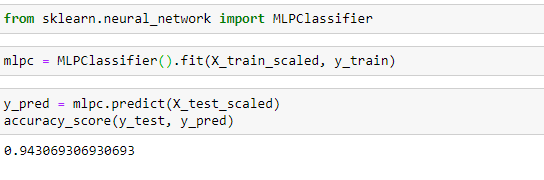 from sklearn.neural_network import MLPClassifier
mlpc = MLPClassifier().fit(X_train_scaled, y_train)
y_pred = mlpc.predict(X_test_scaled)
accuracy_score(y_test, y_pred)
0.943069306930693